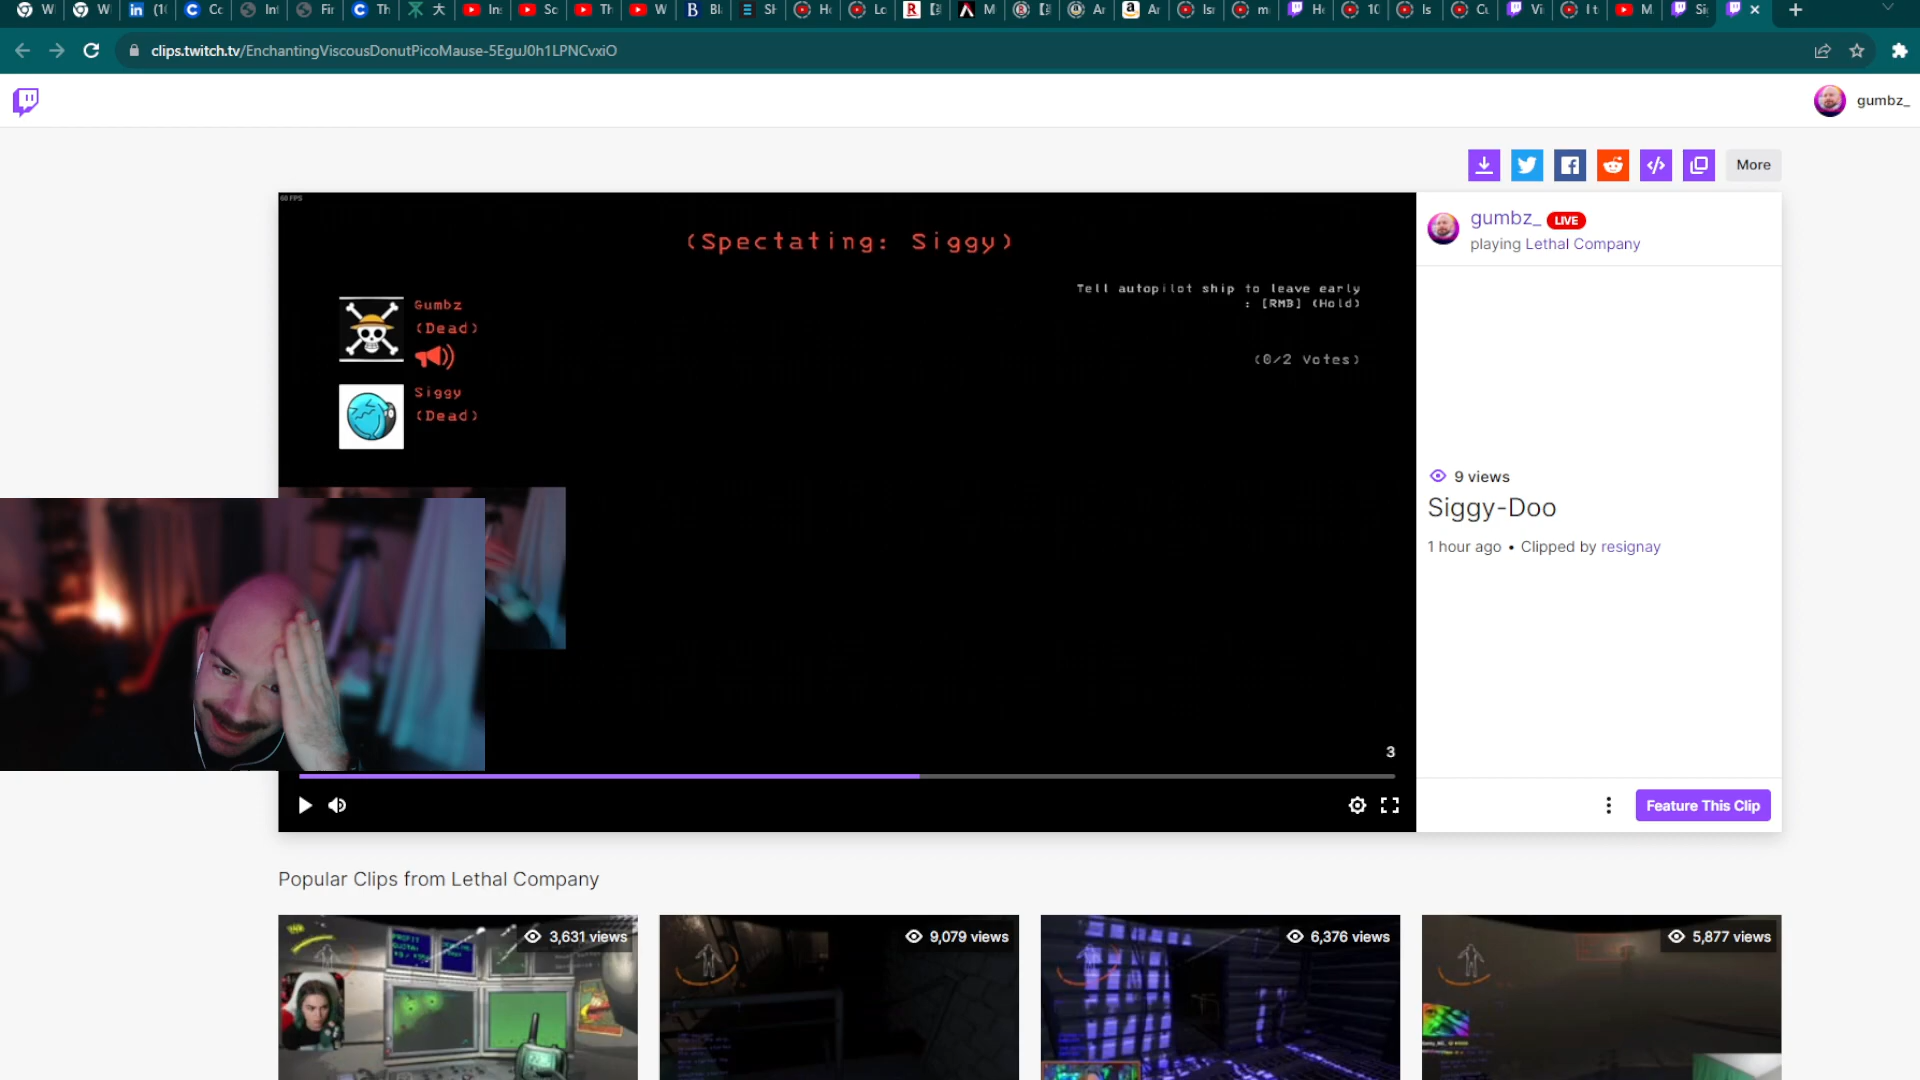 clips.twitch.tv/EnchantingViscousDonutPicoMause-5EguJ0h1LPNCvxiO
gumbz_
More
60 FPS
(Spectating: Siggy)
Tell autopilot ship to leave early
: [RMB] (Hold)
(0/2 Votes)
Gumbz
(Dead)
Siggy
(Dead)
3
gumbz_ LIVE
playing Lethal Company
9 views
Siggy-Doo
1 hour ago • Clipped by resignay
Feature This Clip
Popular Clips from Lethal Company
3,631 views
9,079 views
6,376 views
5,877 views